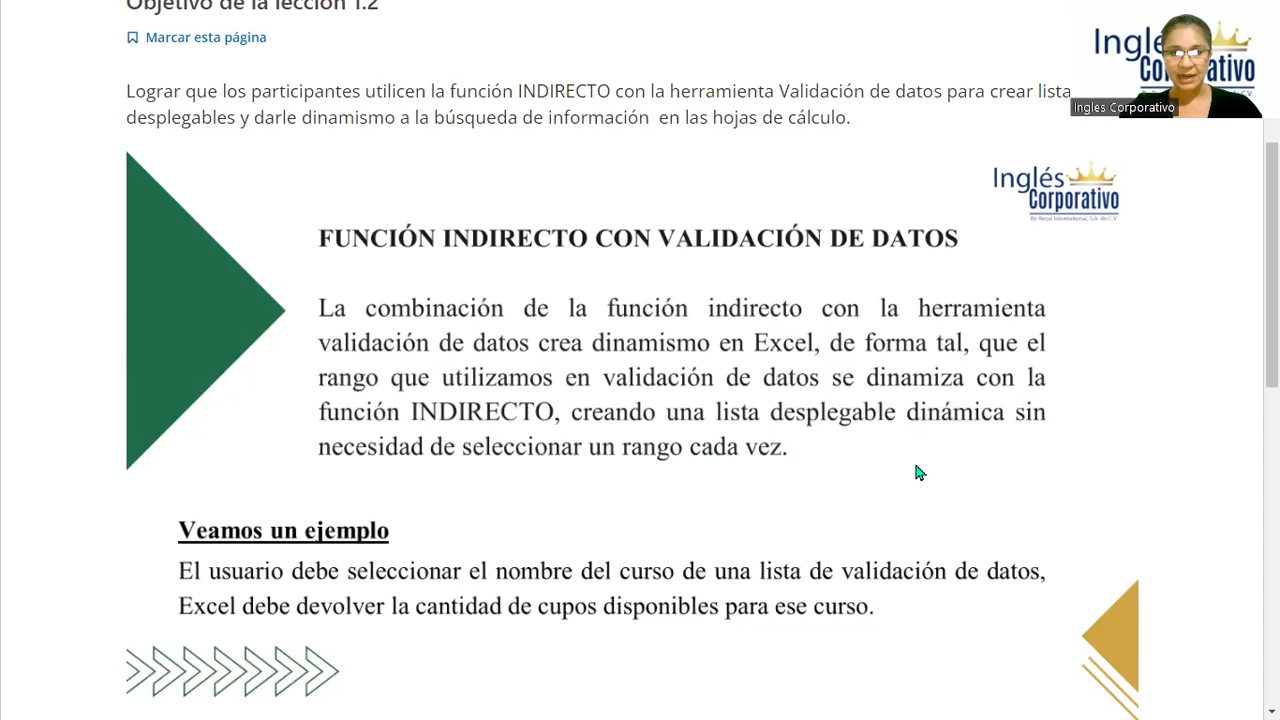 Objetivo de la lección 1.2
Marcar esta página
Lograr que los participantes utilicen la función INDIRECTO con la herramienta Validación de datos para crear lista
desplegables y darle dinamismo a la búsqueda de información en las hojas de cálculo.
Ingles Corporativo
Inglés
Corporativo
FUNCIÓN INDIRECTO CON VALIDACIÓN DE DATOS
La combinación de la función indirecto con la herramienta
validación de datos crea dinamismo en Excel, de forma tal, que el
rango que utilizamos en validación de datos se dinamiza con la
función INDIRECTO, creando una lista desplegable dinámica sin
necesidad de seleccionar un rango cada vez.
Veamos un ejemplo
El usuario debe seleccionar el nombre del curso de una lista de validación de datos,
Excel debe devolver la cantidad de cupos disponibles para ese curso.